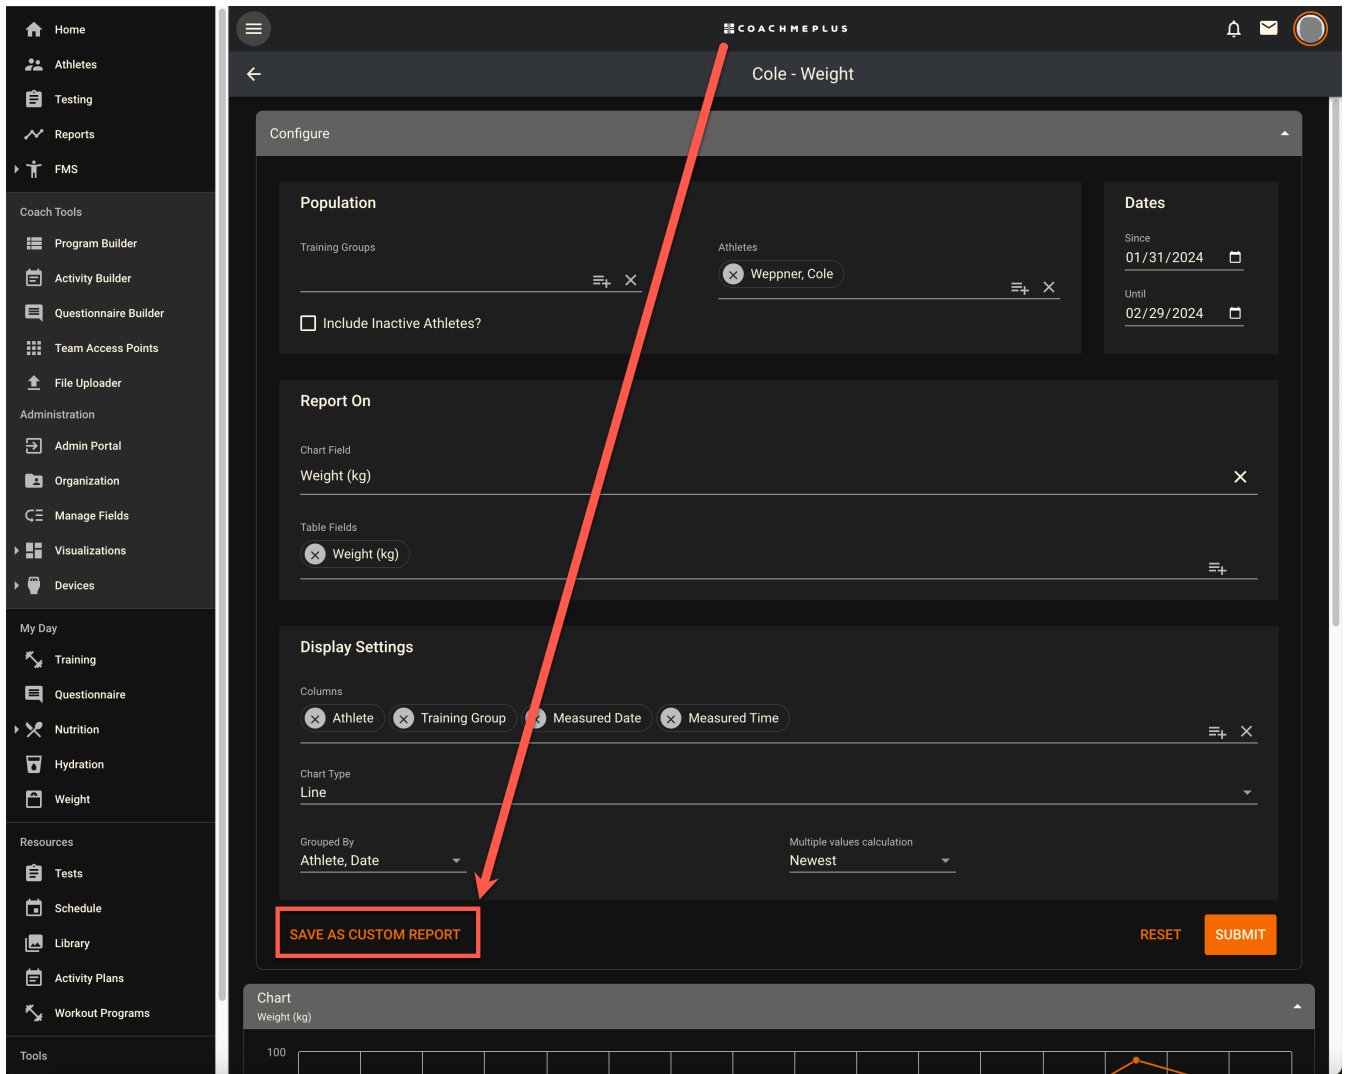 Home
Athletes
Testing
Reports
FMS
Coach Tools
Program Builder
Activity Builder
Questionnaire Builder
Team Access Points
File Uploader
Administration
Admin Portal
Organization
Manage Fields
Visualizations
Devices
My Day
Training
Questionnaire
Nutrition
Hydration
Weight
Resources
Tests
Schedule
Library
Activity Plans
Workout Programs
Tools
COACHMEPLUS
Cole - Weight
Configure
Population
Training Groups
Include Inactive Athletes?
Athletes
Weppner, Cole
Dates
Since
01/31/2024
Until
02/29/2024
Report On
Chart Field
Weight (kg)
Table Fields
Weight (kg)
Display Settings
Columns
Athlete Training Group Measured Date Measured Time
Chart Type
Line
Grouped By
Athlete, Date
Multiple values calculation
Newest
SAVE AS CUSTOM REPORT
RESET SUBMIT
Chart
Weight (kg)
100